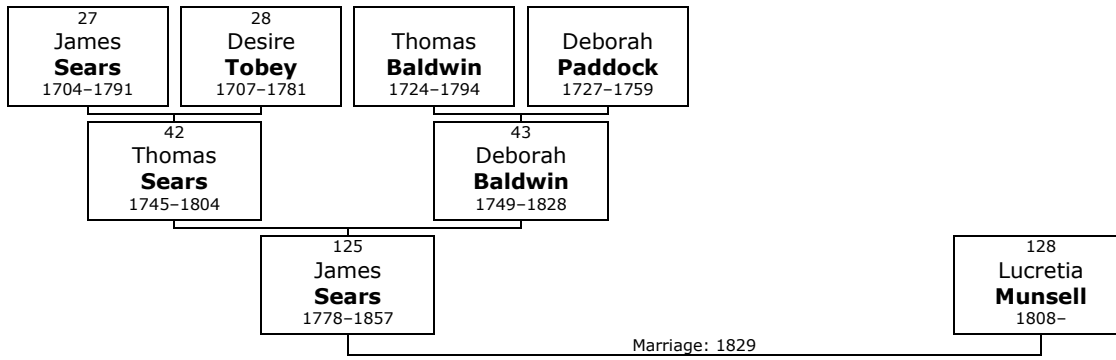 27
James
Sears
1704–1791
28
Desire
Tobey
1707–1781
Thomas
Baldwin
1724–1794
Deborah
Paddock
1727–1759
42
Thomas
Sears
1745–1804
43
Deborah
Baldwin
1749–1828
125
James
Sears
1778–1857
128
Lucretia
Munsell
1808–
Marriage: 1829